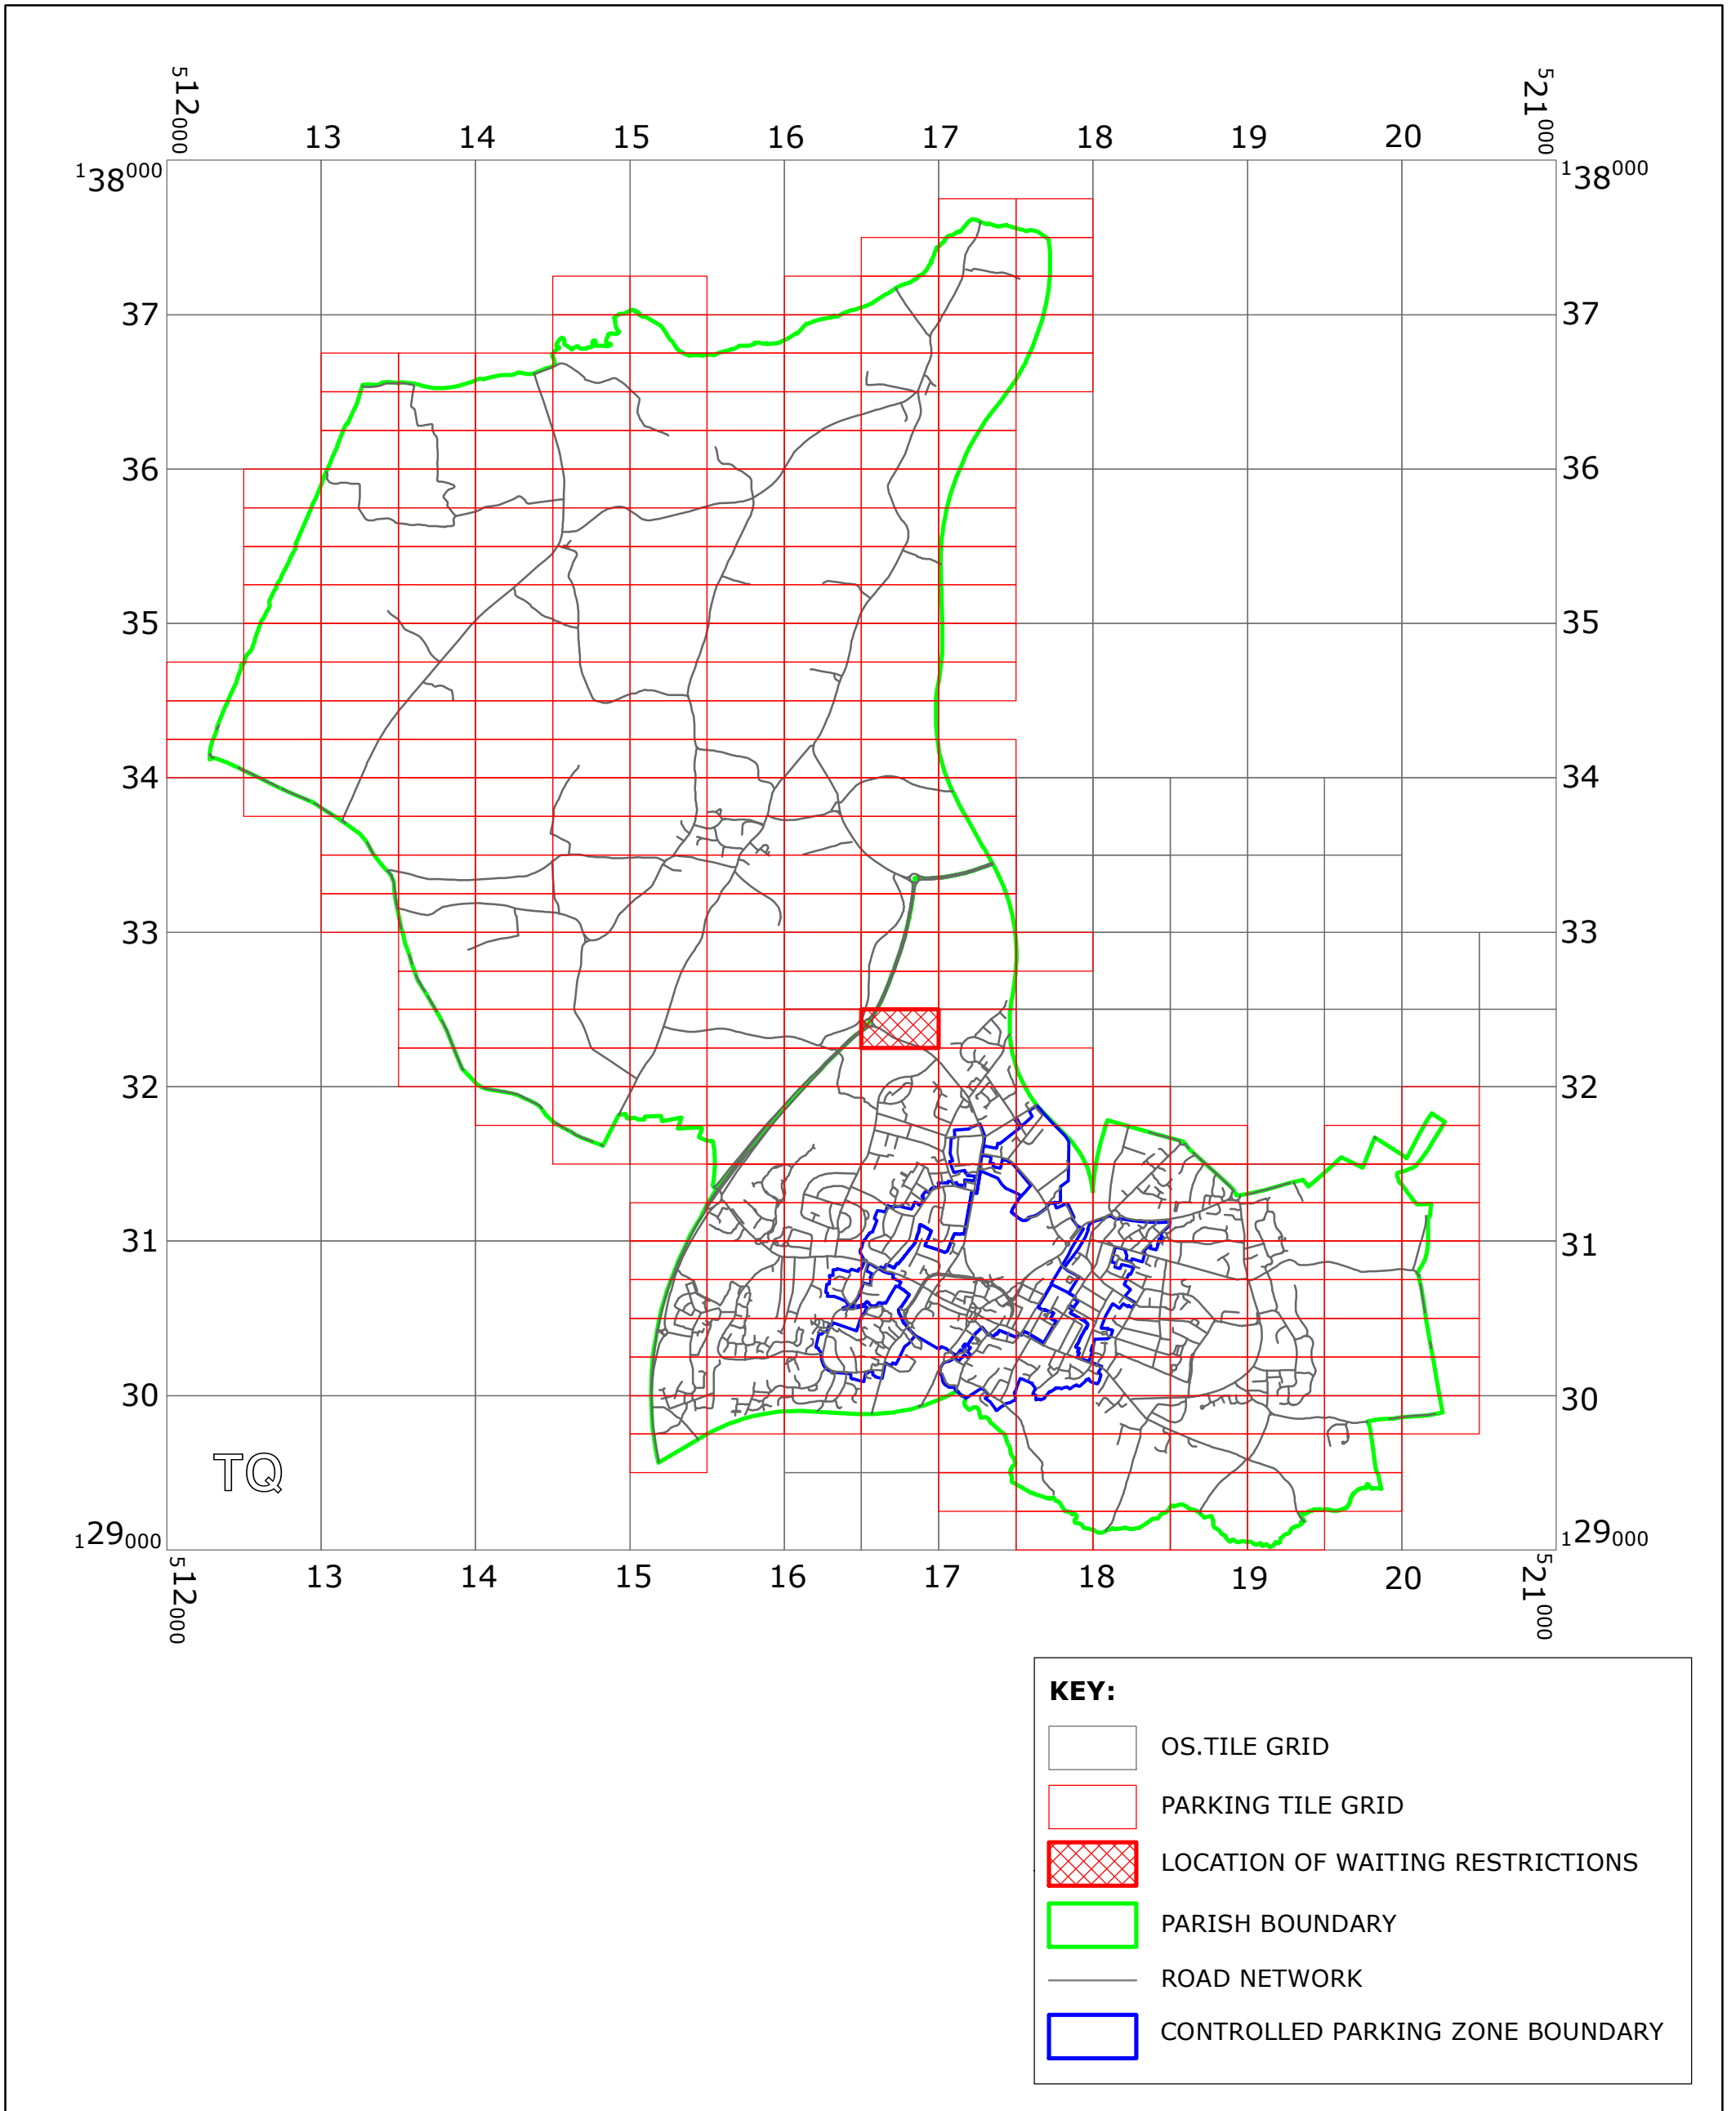 512000 521000
13 14 15 16 17 18 19 20
138000 138000
37 37
36 36
35 35
34 34
33 33
32 32
31 31
30 30
TQ
129000 129000
13 14 15 16 17 18 19 20
512000 521000
KEY:
OS.TILE GRID
PARKING TILE GRID
LOCATION OF WAITING RESTRICTIONS
PARISH BOUNDARY
ROAD NETWORK
CONTROLLED PARKING ZONE BOUNDARY